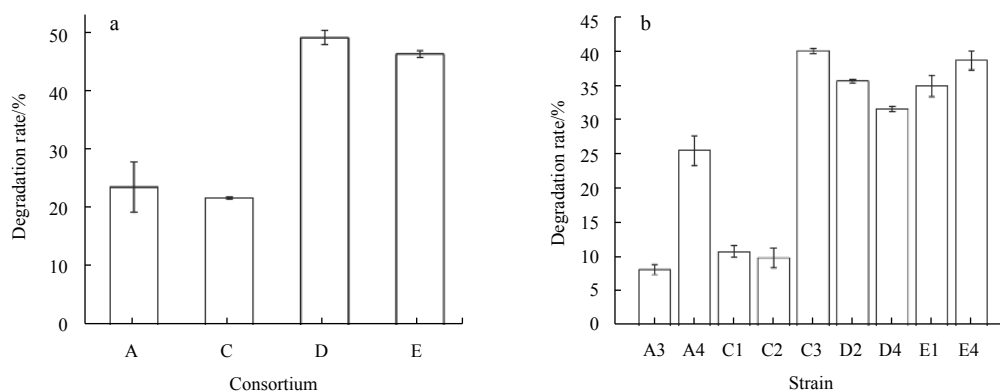 a
Degradation rate/%
50
40
30
20
10
0
A C D E
Consortium
b
Degradation rate/%
45
40
35
30
25
20
15
10
5
0
A3 A4 C1 C2 C3 D2 D4 E1 E4
Strain